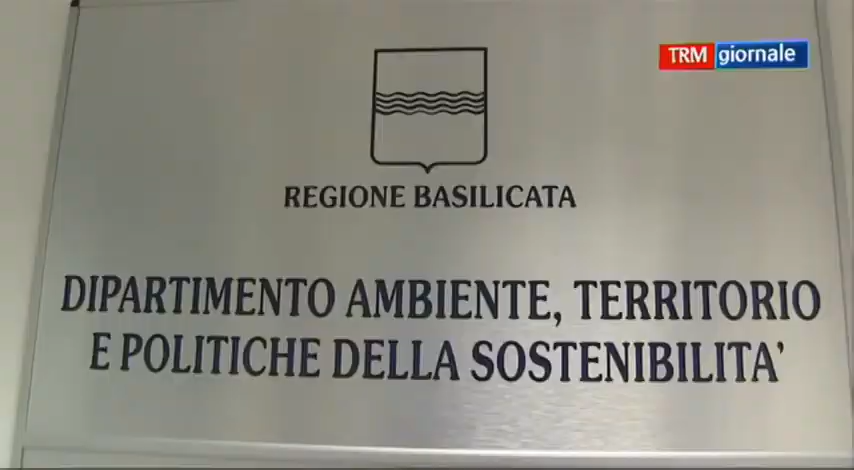 TRM giornale
REGIONE BASILICATA
DIPARTIMENTO AMBIENTE, TERRITORIO
E POLITICHE DELLA SOSTENIBILITA'